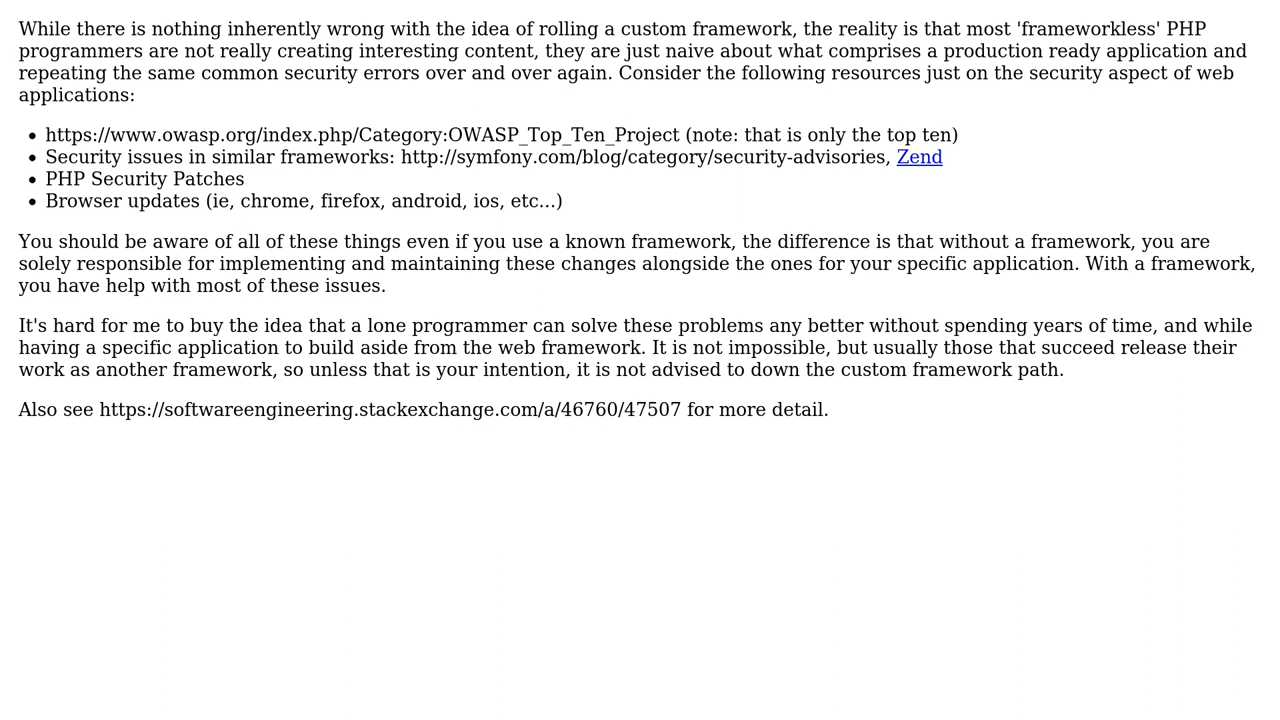 While there is nothing inherently wrong with the idea of rolling a custom framework, the reality is that most 'frameworkless' PHP
programmers are not really creating interesting content, they are just naive about what comprises a production ready application and
repeating the same common security errors over and over again. Consider the following resources just on the security aspect of web
applications:
• https://www.owasp.org/index.php/Category:OWASP_Top_Ten_Project (note: that is only the top ten)
• Security issues in similar frameworks: http://symfony.com/blog/category/security-advisories, Zend
• PHP Security Patches
• Browser updates (ie, chrome, firefox, android, ios, etc...)
You should be aware of all of these things even if you use a known framework, the difference is that without a framework, you are
solely responsible for implementing and maintaining these changes alongside the ones for your specific application. With a framework,
you have help with most of these issues.
It's hard for me to buy the idea that a lone programmer can solve these problems any better without spending years of time, and while
having a specific application to build aside from the web framework. It is not impossible, but usually those that succeed release their
work as another framework, so unless that is your intention, it is not advised to down the custom framework path.
Also see https://softwareengineering.stackexchange.com/a/46760/47507 for more detail.